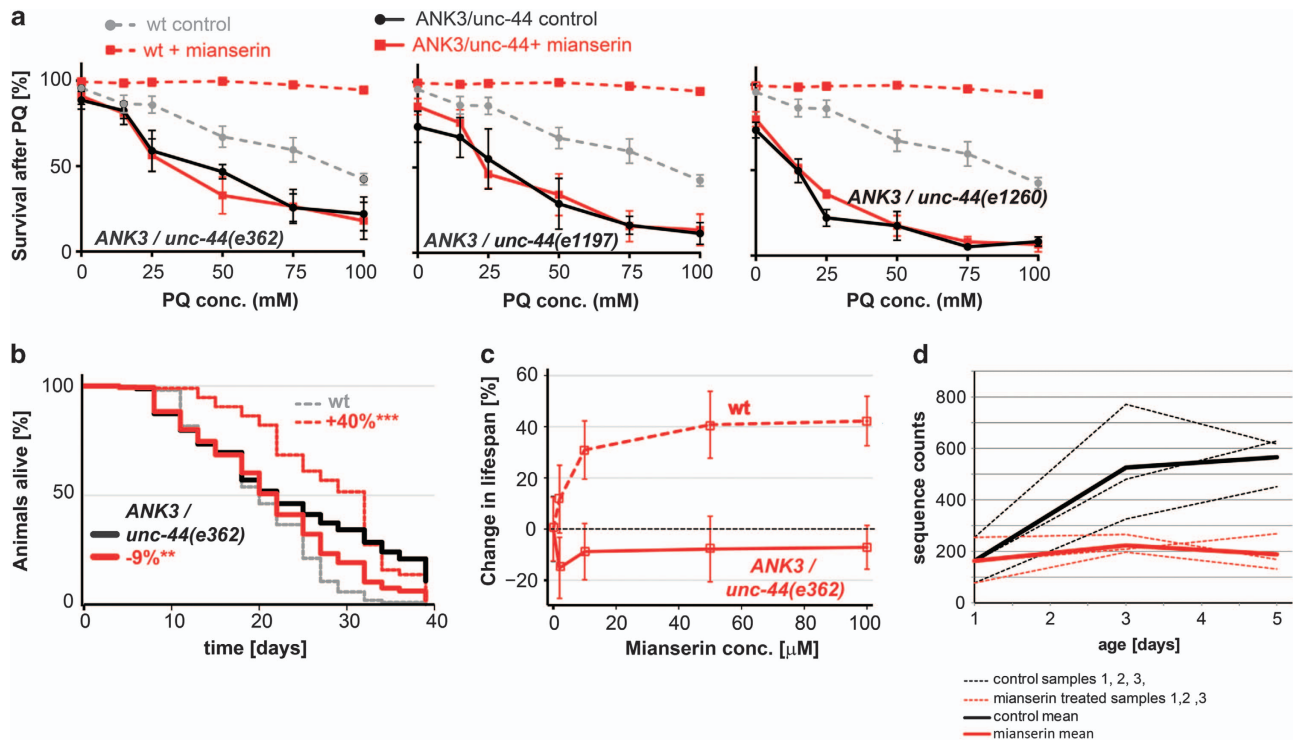 a
wt control
wt + mianserin
ANK3/unc-44 control
ANK3/unc-44+ mianserin
Survival after PQ [%]
100
50
0
ANK3 / unc-44(e362)
0 25 50 75 100
PQ conc. (mM)
ANK3 / unc-44(e1197)
0 25 50 75 100
PQ conc. (mM)
ANK3 / unc-44(e1260)
0 25 50 75 100
PQ conc. (mM)
b
Animals alive [%]
100
50
0
wt
+40%***
ANK3 /
unc-44(e362)
-9%**
0 10 20 30 40
time [days]
c
Change in lifespan [%]
60
40
20
0
−20
wt
ANK3 /
unc-44(e362)
0 20 40 60 80 100
Mianserin conc. [μM]
d
sequence counts
800
600
400
200
0
1 2 3 4 5
age [days]
control samples 1, 2, 3,
mianserin treated samples 1,2 ,3
control mean
mianserin mean